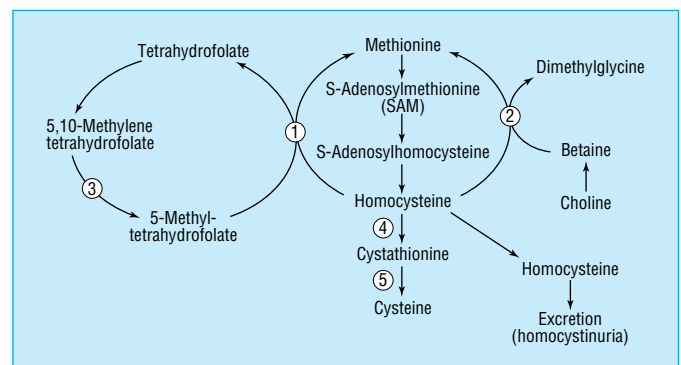 Tetrahydrofolate
5,10-Methylene
tetrahydrofolate
3
5-Methyl-
tetrahydrofolate
1
Methionine
S-Adenosylmethionine
(SAM)
S-Adenosylhomocysteine
Homocysteine
4
Cystathionine
5
Cysteine
2
Dimethylglycine
Betaine
Choline
Homocysteine
Excretion
(homocystinuria)